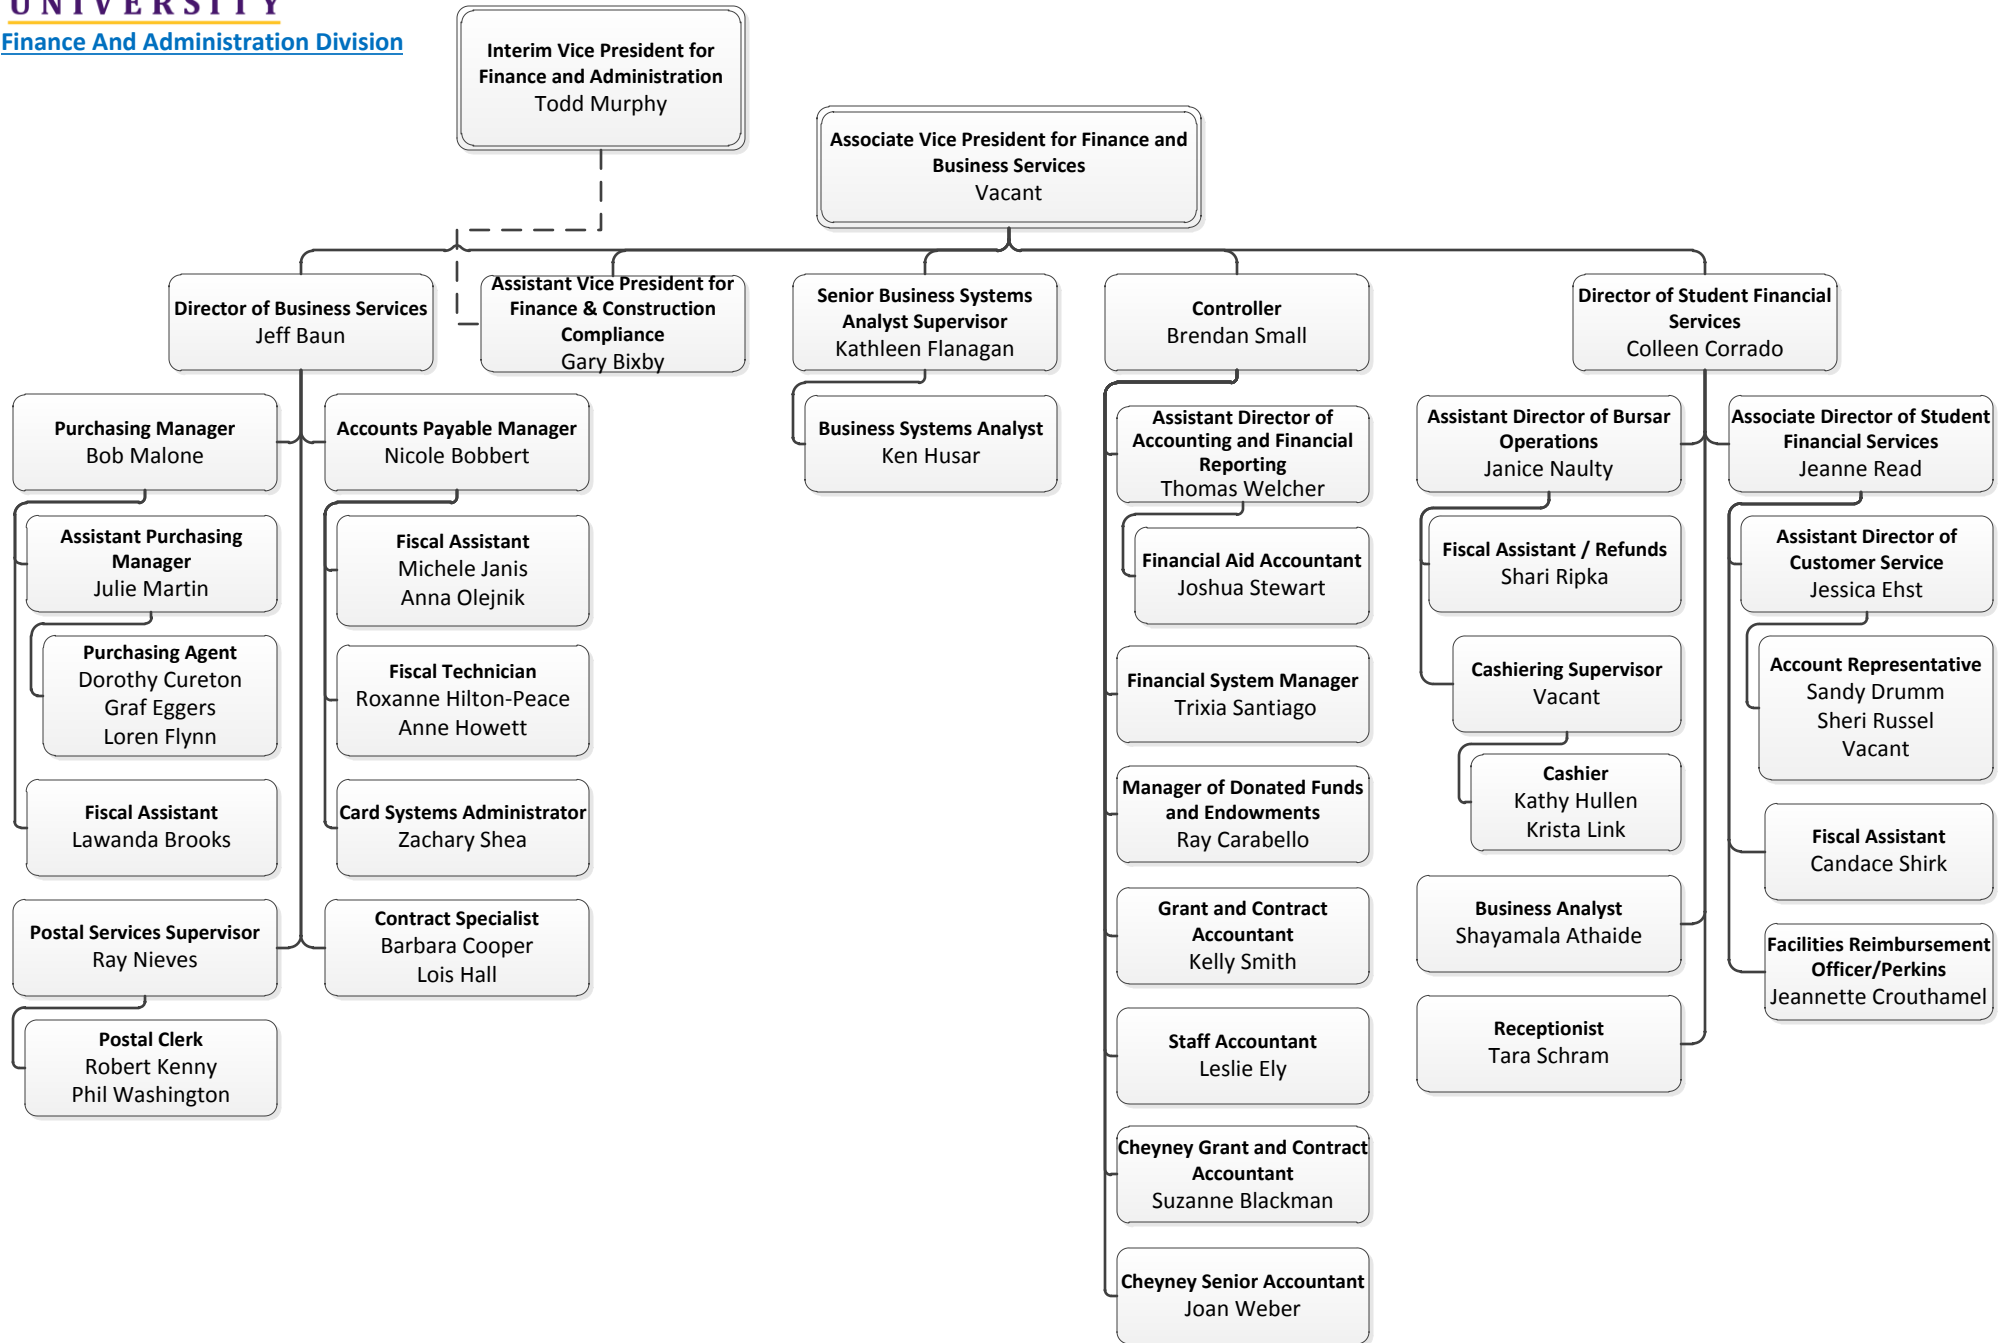 UNIVERSITY
Finance And Administration Division
Interim Vice President for
Finance and Administration
Todd Murphy
Associate Vice President for Finance and
Business Services
Vacant
Director of Business Services
Jeff Baun
Assistant Vice President for
Finance & Construction
Compliance
Gary Bixby
Senior Business Systems
Analyst Supervisor
Kathleen Flanagan
Controller
Brendan Small
Director of Student Financial
Services
Colleen Corrado
Purchasing Manager
Bob Malone
Assistant Purchasing
Manager
Julie Martin
Purchasing Agent
Dorothy Cureton
Graf Eggers
Loren Flynn
Fiscal Assistant
Lawanda Brooks
Postal Services Supervisor
Ray Nieves
Postal Clerk
Robert Kenny
Phil Washington
Accounts Payable Manager
Nicole Bobbert
Fiscal Assistant
Michele Janis
Anna Olejnik
Fiscal Technician
Roxanne Hilton-Peace
Anne Howett
Card Systems Administrator
Zachary Shea
Contract Specialist
Barbara Cooper
Lois Hall
Business Systems Analyst
Ken Husar
Assistant Director of
Accounting and Financial
Reporting
Thomas Welcher
Financial Aid Accountant
Joshua Stewart
Financial System Manager
Trixia Santiago
Manager of Donated Funds
and Endowments
Ray Carabello
Grant and Contract
Accountant
Kelly Smith
Staff Accountant
Leslie Ely
Cheyney Grant and Contract
Accountant
Suzanne Blackman
Cheyney Senior Accountant
Joan Weber
Assistant Director of Bursar
Operations
Janice Naulty
Fiscal Assistant / Refunds
Shari Ripka
Cashiering Supervisor
Vacant
Cashier
Kathy Hullen
Krista Link
Business Analyst
Shayamala Athaide
Receptionist
Tara Schram
Associate Director of Student
Financial Services
Jeanne Read
Assistant Director of
Customer Service
Jessica Ehst
Account Representative
Sandy Drumm
Sheri Russel
Vacant
Fiscal Assistant
Candace Shirk
Facilities Reimbursement
Officer/Perkins
Jeannette Crouthamel